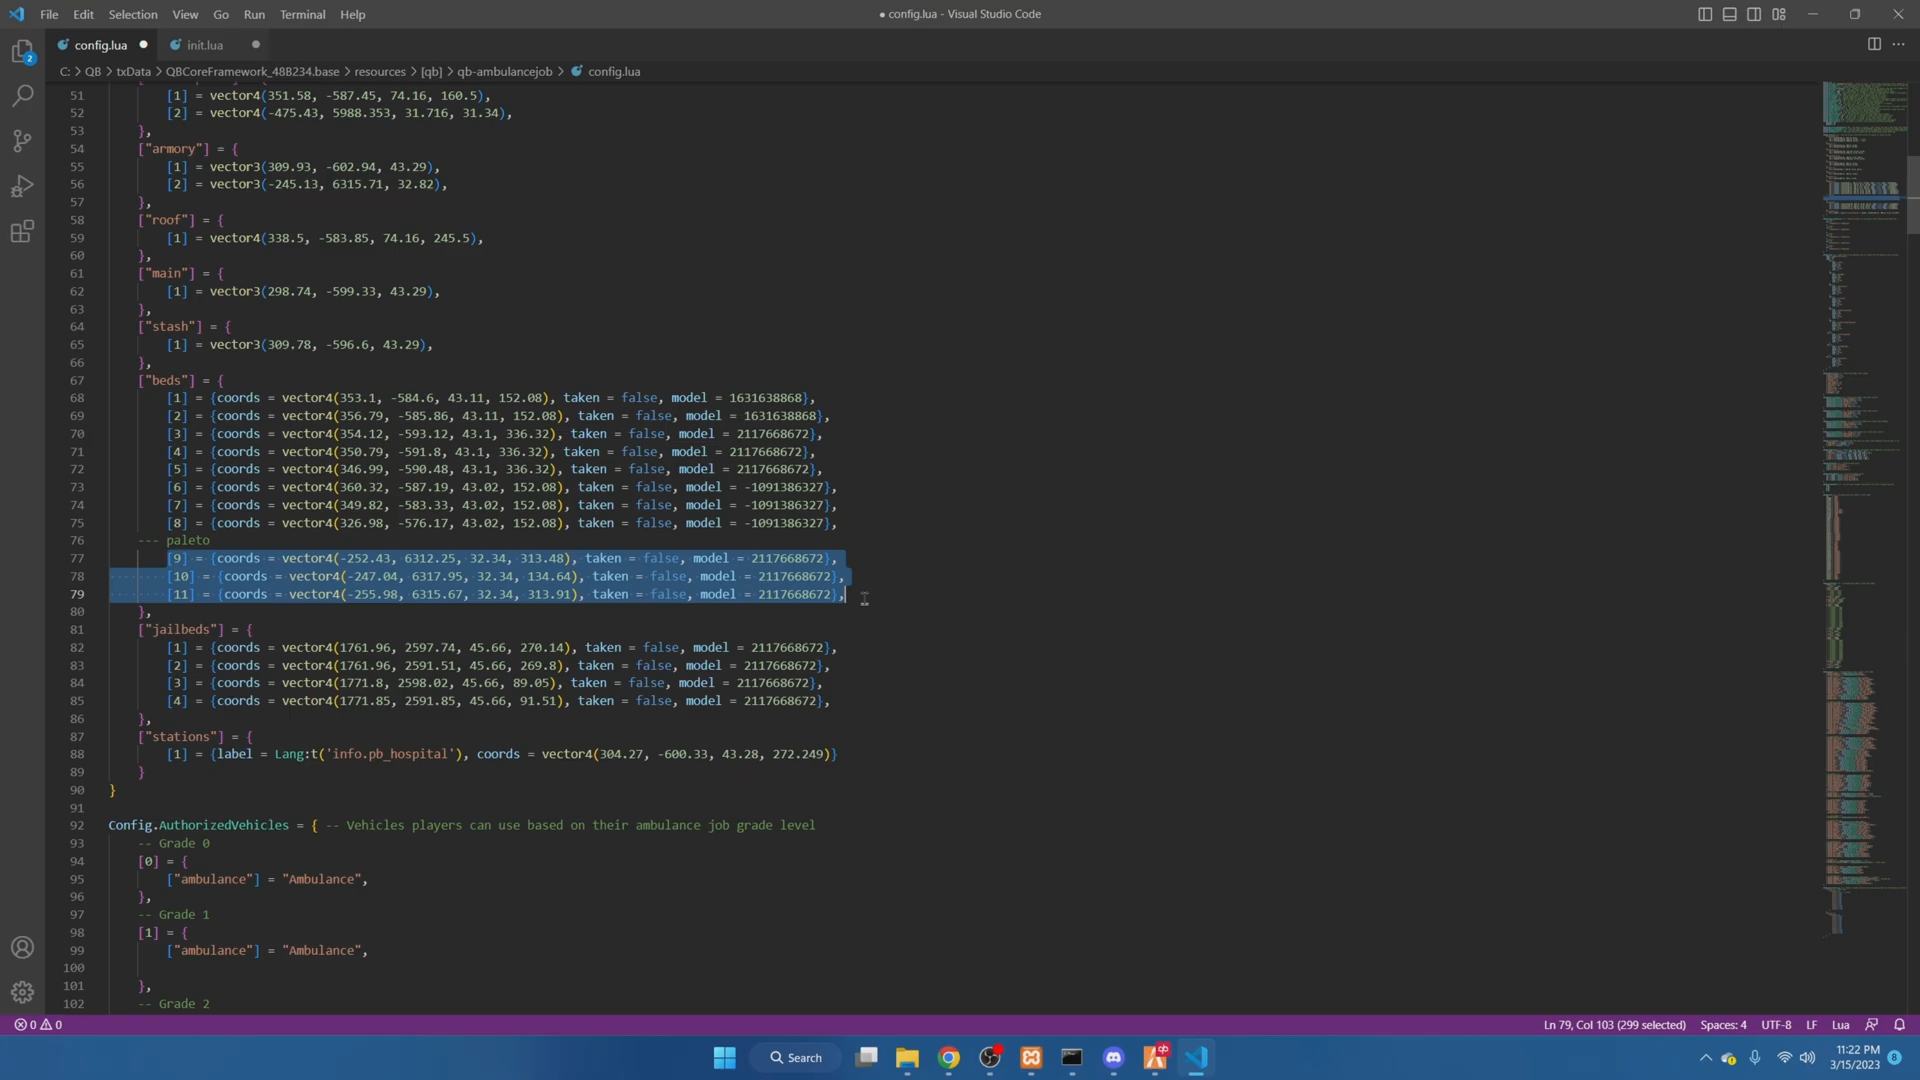 File Edit Selection View Go Run Terminal Help
● config.lua - Visual Studio Code
config.lua init.lua
C: > QB > txData > QBCoreFramework_48B234.base > resources > [qb] > qb-ambulancejob > config.lua
51 [1] = vector4(351.58, -587.45, 74.16, 160.5),
52 [2] = vector4(-475.43, 5988.353, 31.716, 31.34),
53 },
54 ["armory"] = {
55 [1] = vector3(309.93, -602.94, 43.29),
56 [2] = vector3(-245.13, 6315.71, 32.82),
57 },
58 ["roof"] = {
59 [1] = vector4(338.5, -583.85, 74.16, 245.5),
60 },
61 ["main"] = {
62 [1] = vector3(298.74, -599.33, 43.29),
63 },
64 ["stash"] = {
65 [1] = vector3(309.78, -596.6, 43.29),
66 },
67 ["beds"] = {
68 [1] = {coords = vector4(353.1, -584.6, 43.11, 152.08), taken = false, model = 1631638868},
69 [2] = {coords = vector4(356.79, -585.86, 43.11, 152.08), taken = false, model = 1631638868},
70 [3] = {coords = vector4(354.12, -593.12, 43.1, 336.32), taken = false, model = 2117668672},
71 [4] = {coords = vector4(350.79, -591.8, 43.1, 336.32), taken = false, model = 2117668672},
72 [5] = {coords = vector4(346.99, -590.48, 43.1, 336.32), taken = false, model = 2117668672},
73 [6] = {coords = vector4(360.32, -587.19, 43.02, 152.08), taken = false, model = -1091386327},
74 [7] = {coords = vector4(349.82, -583.33, 43.02, 152.08), taken = false, model = -1091386327},
75 [8] = {coords = vector4(326.98, -576.17, 43.02, 152.08), taken = false, model = -1091386327},
76 --- paleto
77 [9] = {coords = vector4(-252.43, 6312.25, 32.34, 313.48), taken = false, model = 2117668672},
78 [10] = {coords = vector4(-247.04, 6317.95, 32.34, 134.64), taken = false, model = 2117668672},
79 [11] = {coords = vector4(-255.98, 6315.67, 32.34, 313.91), taken = false, model = 2117668672},
80 },
81 ["jailbeds"] = {
82 [1] = {coords = vector4(1761.96, 2597.74, 45.66, 270.14), taken = false, model = 2117668672},
83 [2] = {coords = vector4(1761.96, 2591.51, 45.66, 269.8), taken = false, model = 2117668672},
84 [3] = {coords = vector4(1771.8, 2598.02, 45.66, 89.05), taken = false, model = 2117668672},
85 [4] = {coords = vector4(1771.85, 2591.85, 45.66, 91.51), taken = false, model = 2117668672},
86 },
87 ["stations"] = {
88 [1] = {label = Lang:t('info.pb_hospital'), coords = vector4(304.27, -600.33, 43.28, 272.249)}
89 }
90 }
91
92 Config.AuthorizedVehicles = { -- Vehicles players can use based on their ambulance job grade level
93 -- Grade 0
94 [0] = {
95 ["ambulance"] = "Ambulance",
96 },
97 -- Grade 1
98 [1] = {
99 ["ambulance"] = "Ambulance",
100
101 },
102 -- Grade 2
2
0 0
Ln 79, Col 103 (299 selected) Spaces: 4 UTF-8 LF Lua
Search
qb
11:22 PM
3/15/2023
8